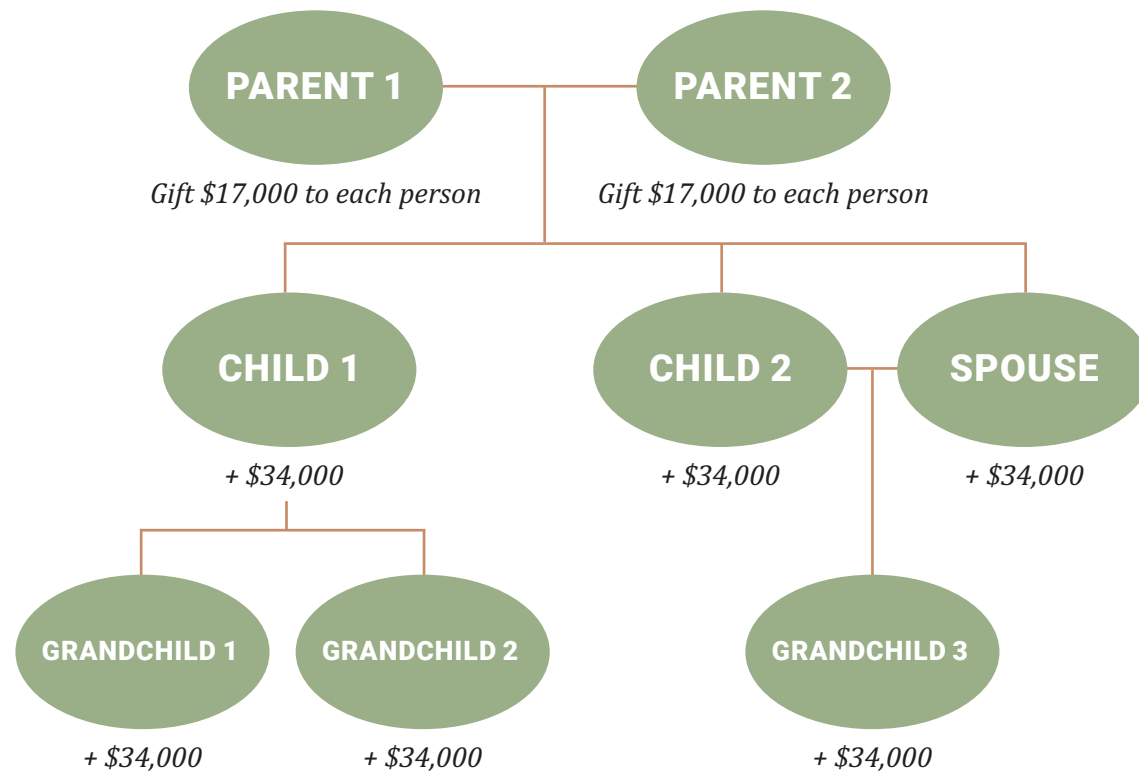 PARENT 1
PARENT 2
Gift $17,000 to each person
Gift $17,000 to each person
CHILD 1
CHILD 2
SPOUSE
+ $34,000
+ $34,000
+ $34,000
GRANDCHILD 1
GRANDCHILD 2
GRANDCHILD 3
+ $34,000
+ $34,000
+ $34,000